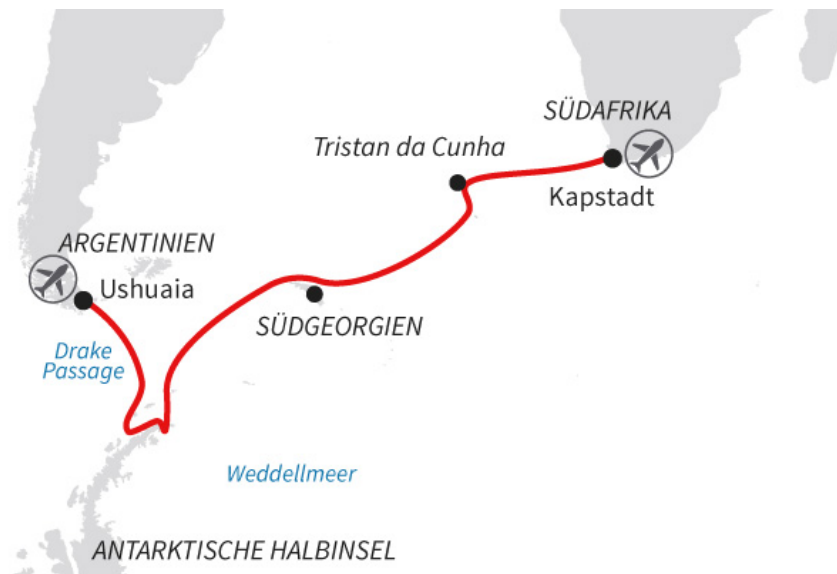 SÜDAFRIKA
Tristan da Cunha
Kapstadt
ARGENTINIEN
Ushuaia
SÜDGEORGIEN
Drake
Passage
Weddellmeer
ANTARKTISCHE HALBINSEL